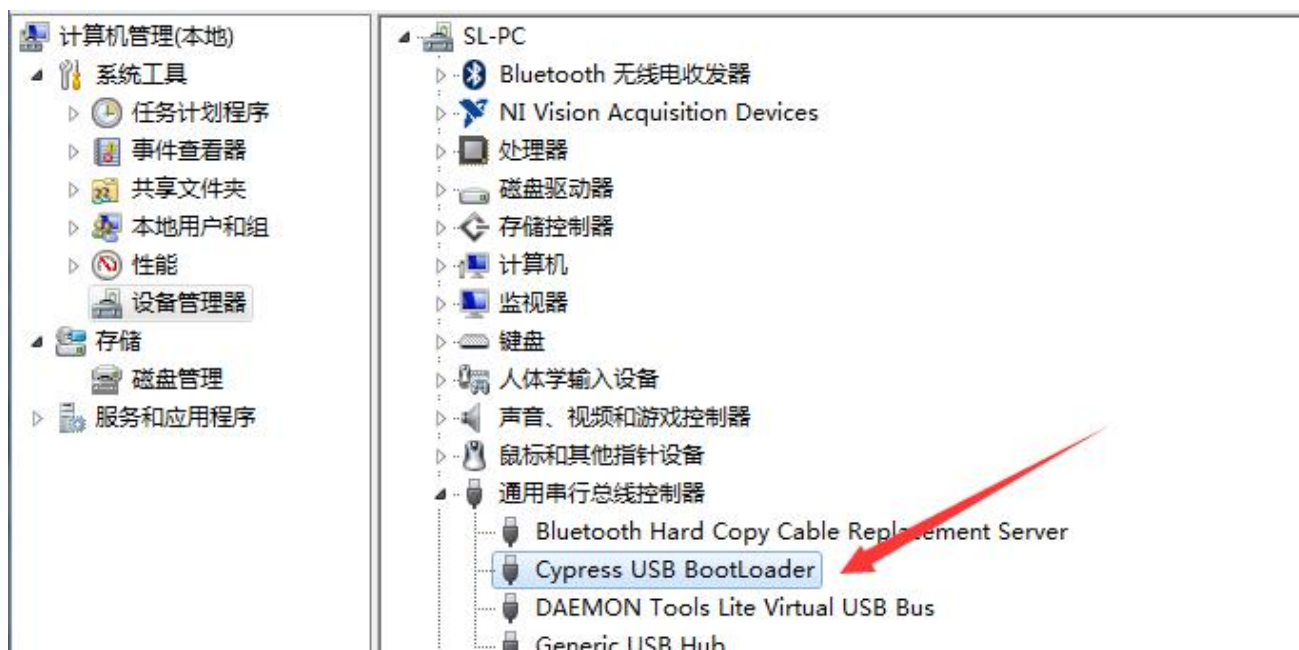 计算机管理(本地)
系统工具
任务计划程序
事件查看器
共享文件夹
本地用户和组
性能
设备管理器
存储
磁盘管理
服务和应用程序
SL-PC
Bluetooth 无线电收发器
NI Vision Acquisition Devices
处理器
磁盘驱动器
存储控制器
计算机
监视器
键盘
人体学输入设备
声音、视频和游戏控制器
鼠标和其他指针设备
通用串行总线控制器
Bluetooth Hard Copy Cable Replacement Server
Cypress USB BootLoader
DAEMON Tools Lite Virtual USB Bus
Generic USB Hub